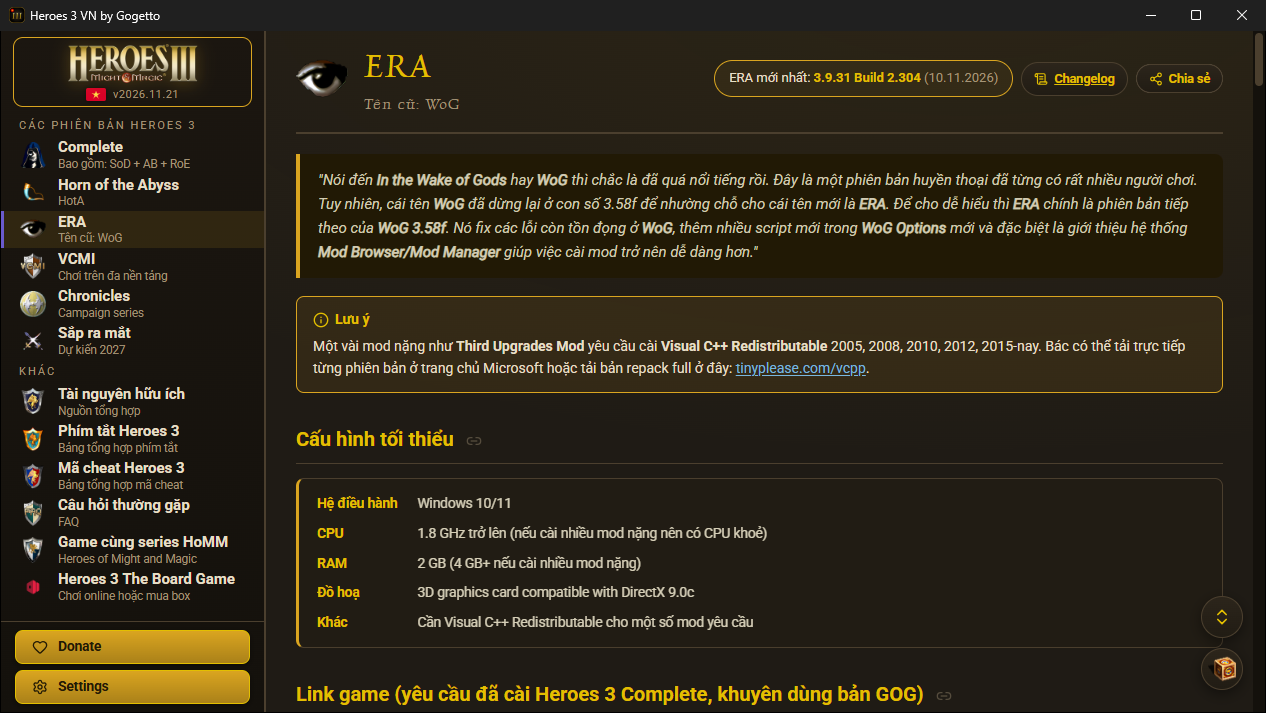 Heroes 3 VN by Gogetto
HEROES III
Might Magic
v2026.11.21
CÁC PHIÊN BẢN HEROES 3
Complete
Bao gồm: SoD + AB + RoE
Horn of the Abyss
HotA
ERA
Tên cũ: WoG
VCMI
Chơi trên đa nền tảng
Chronicles
Campaign series
Sắp ra mắt
Dự kiến 2027
KHÁC
Tài nguyên hữu ích
Nguồn tổng hợp
Phím tắt Heroes 3
Bảng tổng hợp phím tắt
Mã cheat Heroes 3
Bảng tổng hợp mã cheat
Câu hỏi thường gặp
FAQ
Game cùng series HoMM
Heroes of Might and Magic
Heroes 3 The Board Game
Chơi online hoặc mua box
Donate
Settings
ERA
Tên cũ: WoG
ERA mới nhất: 3.9.31 Build 2.304 (10.11.2026)
Changelog
Chia sẻ
"Nói đến In the Wake of Gods hay WoG thì chắc là đã quá nổi tiếng rồi. Đây là một phiên bản huyền thoại đã từng có rất nhiều người chơi.
Tuy nhiên, cái tên WoG đã dừng lại ở con số 3.58f để nhường chỗ cho cái tên mới là ERA. Để cho dễ hiểu thì ERA chính là phiên bản tiếp
theo của WoG 3.58f. Nó fix các lỗi còn tồn đọng ở WoG, thêm nhiều script mới trong WoG Options mới và đặc biệt là giới thiệu hệ thống
Mod Browser/Mod Manager giúp việc cài mod trở nên dễ dàng hơn."
Lưu ý
Một vài mod nặng như Third Upgrades Mod yêu cầu cài Visual C++ Redistributable 2005, 2008, 2010, 2012, 2015-nay. Bác có thể tải trực tiếp
từng phiên bản ở trang chủ Microsoft hoặc tải bản repack full ở đây: tinyplease.com/vcpp.
Cấu hình tối thiểu
Hệ điều hành Windows 10/11
CPU 1.8 GHz trở lên (nếu cài nhiều mod nặng nên có CPU khoẻ)
RAM 2 GB (4 GB+ nếu cài nhiều mod nặng)
Đồ hoạ 3D graphics card compatible with DirectX 9.0c
Khác Cần Visual C++ Redistributable cho một số mod yêu cầu
Link game (yêu cầu đã cài Heroes 3 Complete, khuyên dùng bản GOG)